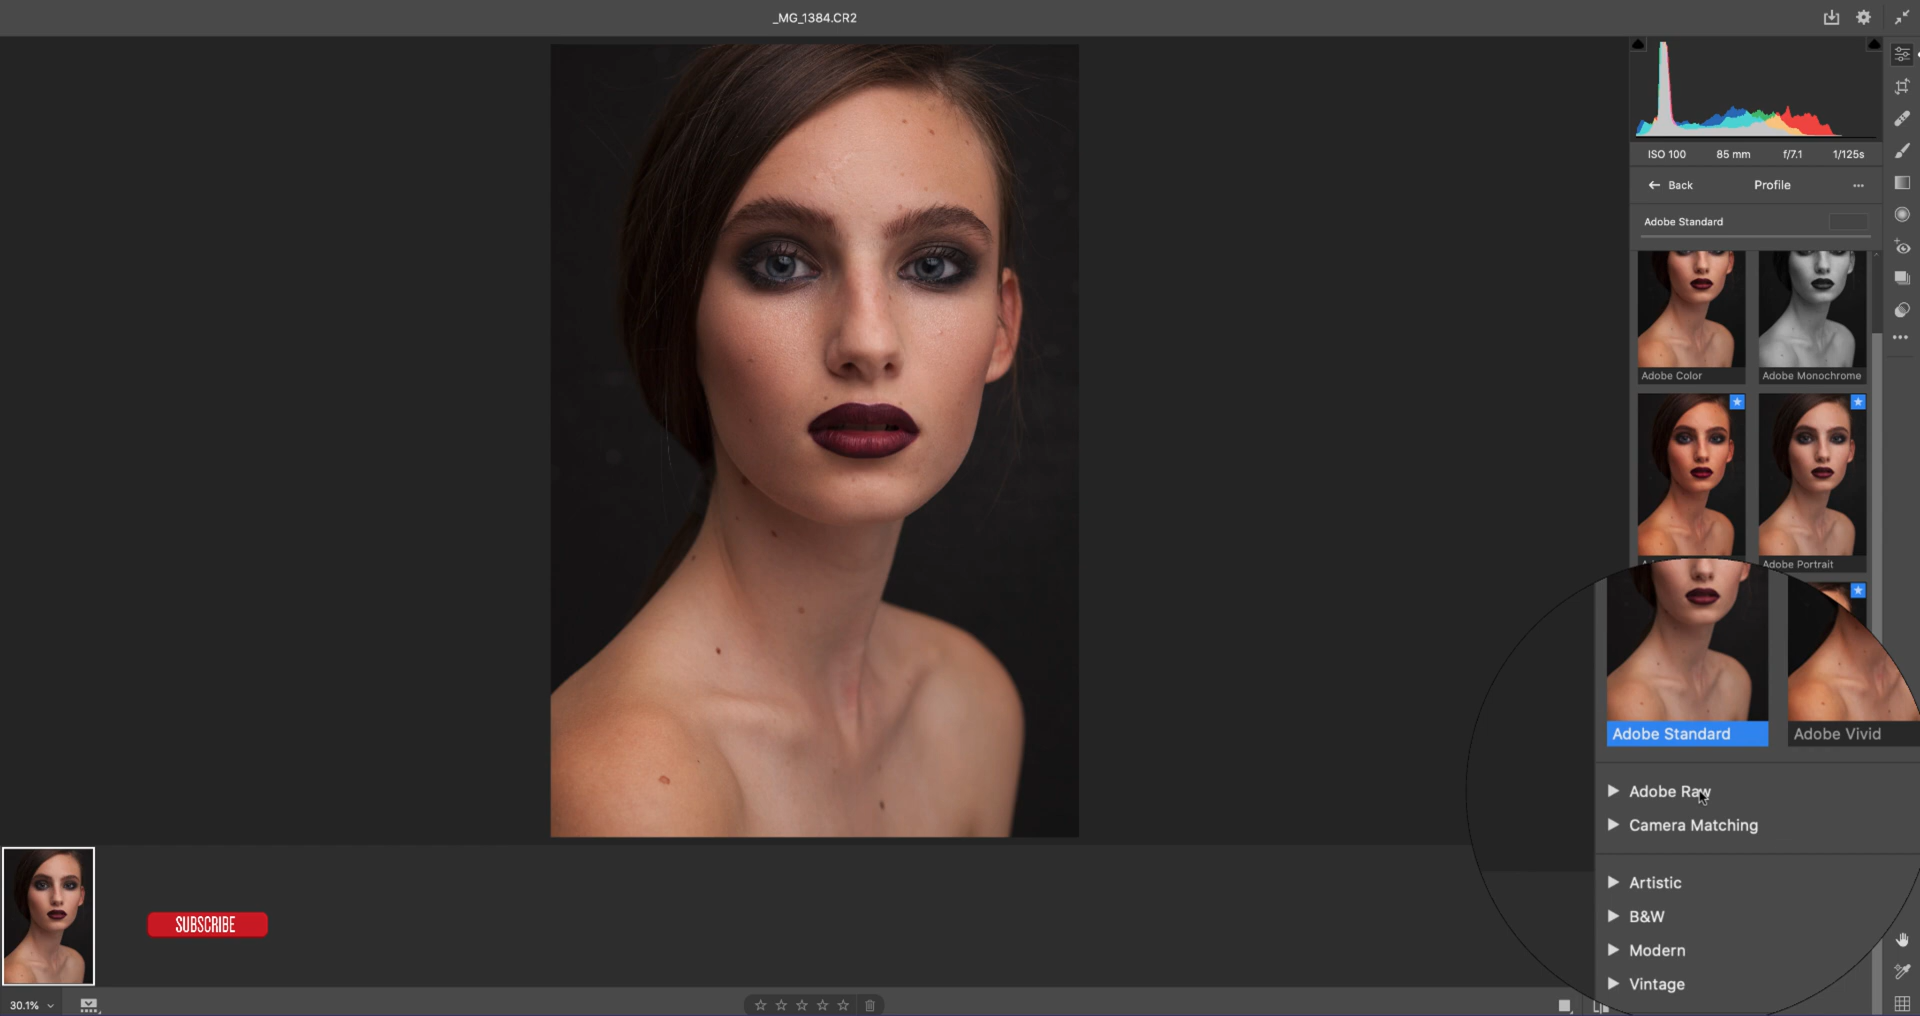 _MG_1384.CR2
ISO 100 85 mm f/7.1 1/125s
Back Profile
Adobe Standard
Adobe Color Adobe Monochrome
Adobe Portrait
Adobe Standard Adobe Vivid
Adobe Raw
Camera Matching
Artistic
B&W
Modern
Vintage
SUBSCRIBE
30.1%